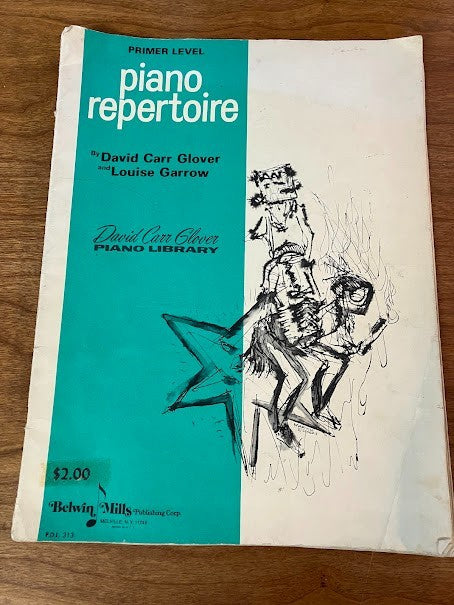 PRIMER LEVEL
piano
repertoire
By David Carr Glover
and Louise Garrow
David Carr Glover
PIANO LIBRARY
$2.00
Belwin Mills
Publishing Corp.
MELVILLE, N.Y. 11746